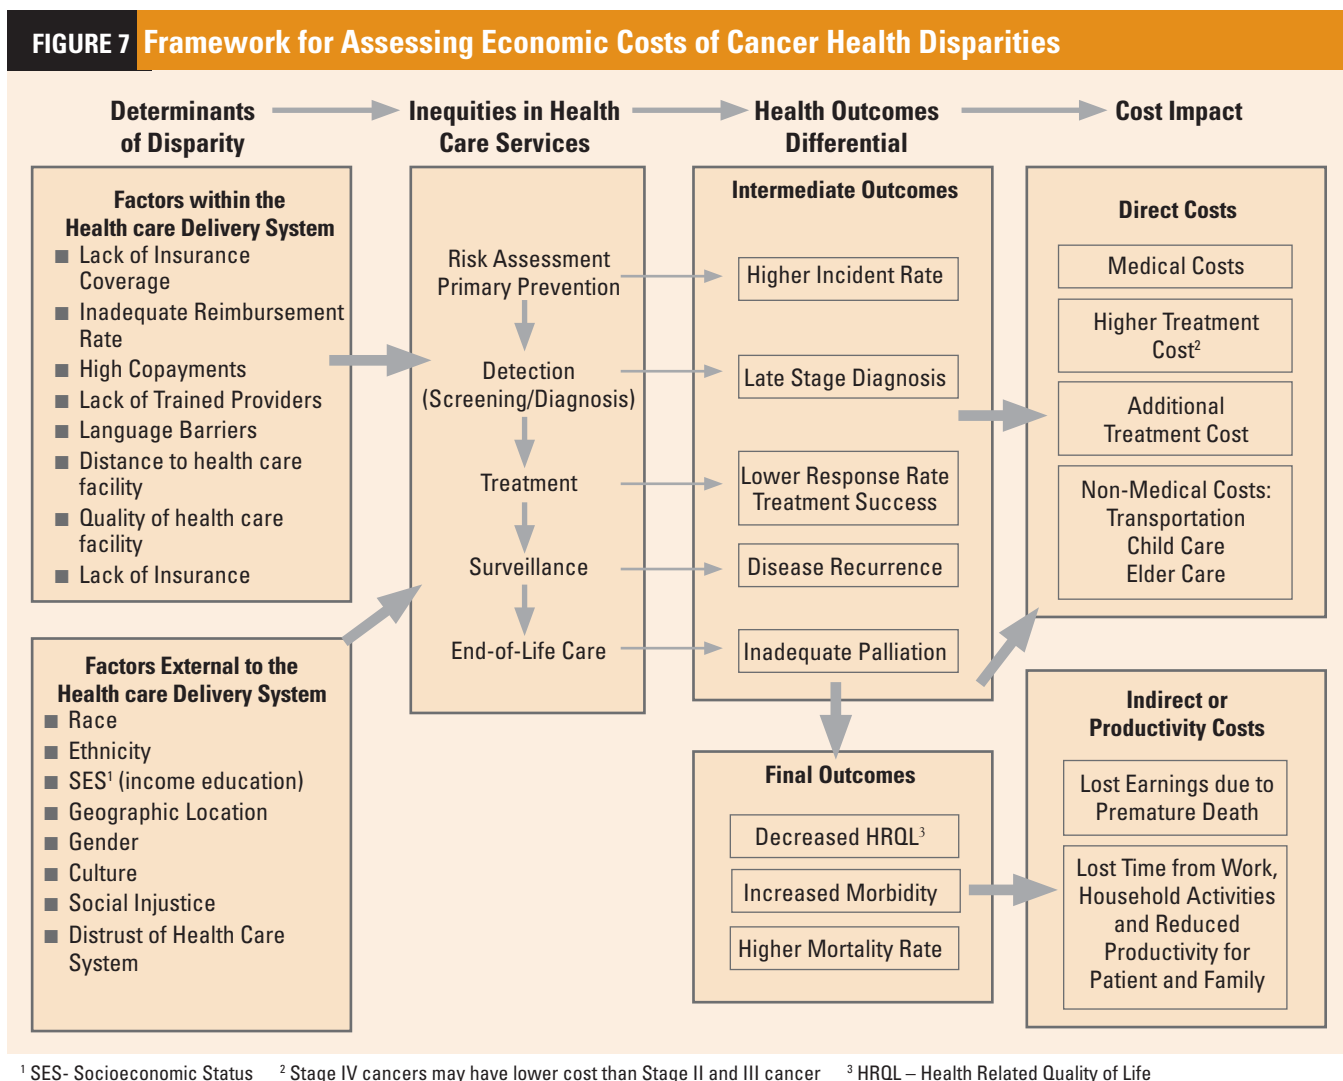 FIGURE 7 Framework for Assessing Economic Costs of Cancer Health Disparities
Determinants
of Disparity
Inequities in Health
Care Services
Health Outcomes
Differential
Cost Impact
Factors within the
Health care Delivery System
■ Lack of Insurance
Coverage
■ Inadequate Reimbursement
Rate
■ High Copayments
■ Lack of Trained Providers
■ Language Barriers
■ Distance to health care
facility
■ Quality of health care
facility
■ Lack of Insurance
Factors External to the
Health care Delivery System
■ Race
■ Ethnicity
■ SES¹ (income education)
■ Geographic Location
■ Gender
■ Culture
■ Social Injustice
■ Distrust of Health Care
System
Risk Assessment
Primary Prevention
Detection
(Screening/Diagnosis)
Treatment
Surveillance
End-of-Life Care
Intermediate Outcomes
Higher Incident Rate
Late Stage Diagnosis
Lower Response Rate
Treatment Success
Disease Recurrence
Inadequate Palliation
Final Outcomes
Decreased HRQL³
Increased Morbidity
Higher Mortality Rate
Direct Costs
Medical Costs
Higher Treatment
Cost²
Additional
Treatment Cost
Non-Medical Costs:
Transportation
Child Care
Elder Care
Indirect or
Productivity Costs
Lost Earnings due to
Premature Death
Lost Time from Work,
Household Activities
and Reduced
Productivity for
Patient and Family
¹ SES- Socioeconomic Status ² Stage IV cancers may have lower cost than Stage II and III cancer ³ HRQL – Health Related Quality of Life